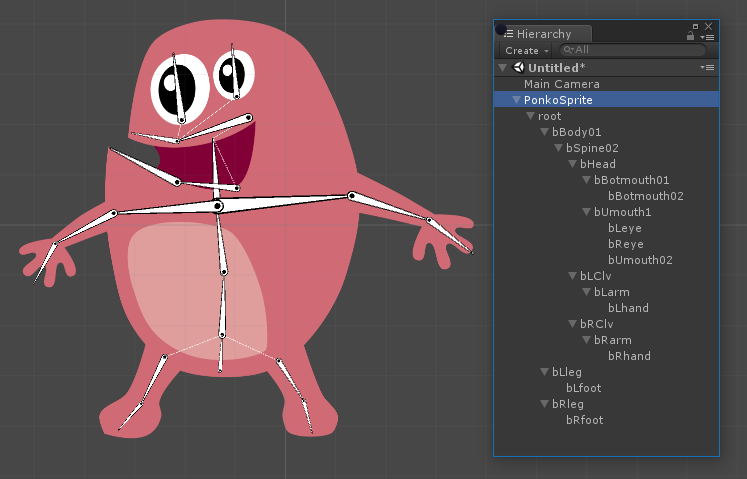 Hierarchy
Create All
Untitled*
Main Camera
PonkoSprite
root
bBody01
bSpine02
bHead
bBotmouth01
bBotmouth02
bUmouth1
bLeye
bReye
bUmouth02
bLClv
bLarm
bLhand
bRClv
bRarm
bRhand
bLleg
bLfoot
bRleg
bRfoot